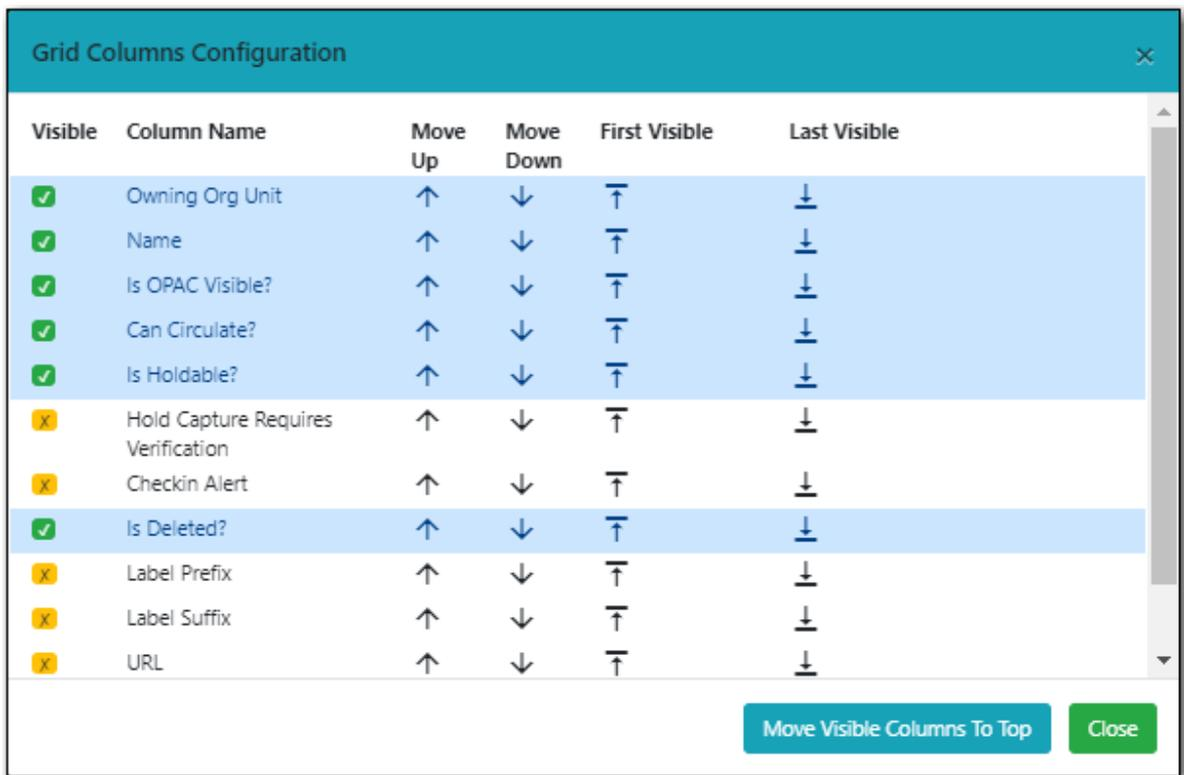 Grid Columns Configuration ×
Visible Column Name Move Up Move Down First Visible Last Visible
Owning Org Unit
Name
Is OPAC Visible?
Can Circulate?
Is Holdable?
X Hold Capture Requires
Verification
X Checkin Alert
Is Deleted?
X Label Prefix
X Label Suffix
X URL
Move Visible Columns To Top Close